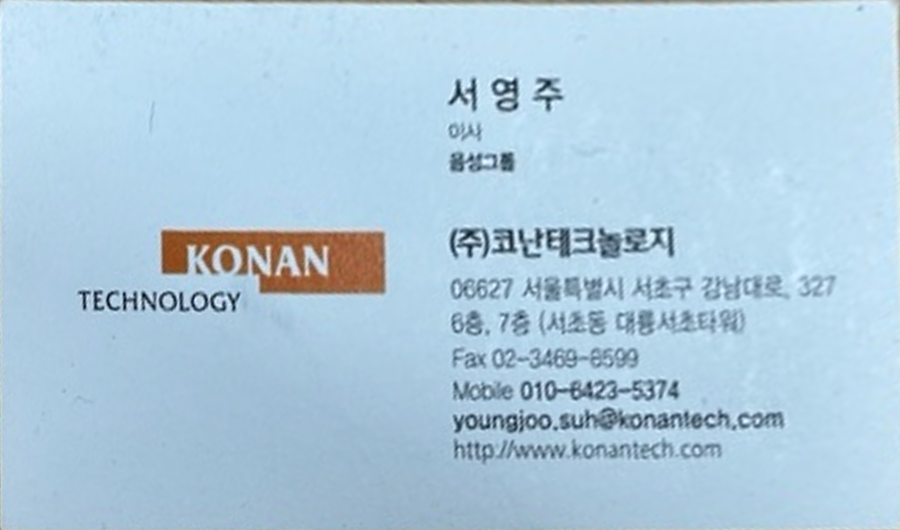 KONAN
TECHNOLOGY
서영주
이사
음성그룹
(주)코난테크놀로지
06627 서울특별시 서초구 강남대로, 327
6층, 7층 (서초동 대륭서초타워)
Fax 02-3469-8599
Mobile 010-6423-5374
youngjoo.suh@konantech.com
http://www.konantech.com